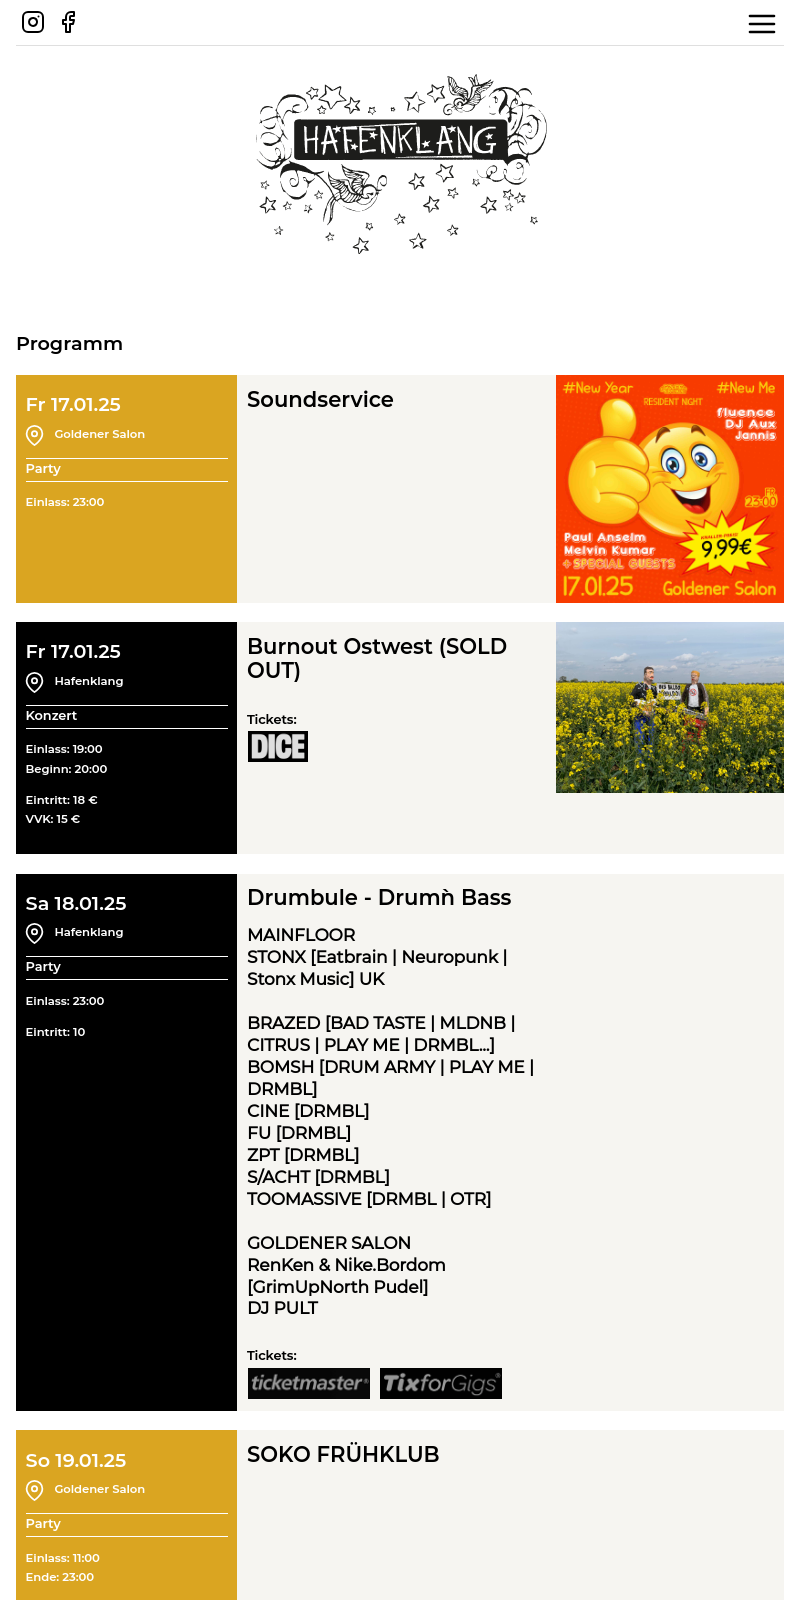 HAFENKLANG
Programm
Fr 17.01.25
Goldener Salon
Party
Einlass: 23:00
Soundservice
#New Year
#New Me
RESIDENT NIGHT
fluence
DJ Aux
Jannis
FR
23:00
Paul Anselm
Melvin Kumar
+ SPECIAL GUESTS
KNALLER-PREIS!
9,99€
17.01.25
Goldener Salon
Fr 17.01.25
Hafenklang
Konzert
Einlass: 19:00
Beginn: 20:00
Eintritt: 18 €
VVK: 15 €
Burnout Ostwest (SOLD
OUT)
Tickets:
DICE
Sa 18.01.25
Hafenklang
Party
Einlass: 23:00
Eintritt: 10
Drumbule - Drumǹ Bass
MAINFLOOR
STONX [Eatbrain | Neuropunk |
Stonx Music] UK
BRAZED [BAD TASTE | MLDNB |
CITRUS | PLAY ME | DRMBL...]
BOMSH [DRUM ARMY | PLAY ME |
DRMBL]
CINE [DRMBL]
FU [DRMBL]
ZPT [DRMBL]
S/ACHT [DRMBL]
TOOMASSIVE [DRMBL | OTR]
GOLDENER SALON
RenKen & Nike.Bordom
[GrimUpNorth Pudel]
DJ PULT
Tickets:
ticketmaster®
TixforGigs®
So 19.01.25
Goldener Salon
Party
Einlass: 11:00
Ende: 23:00
SOKO FRÜHKLUB